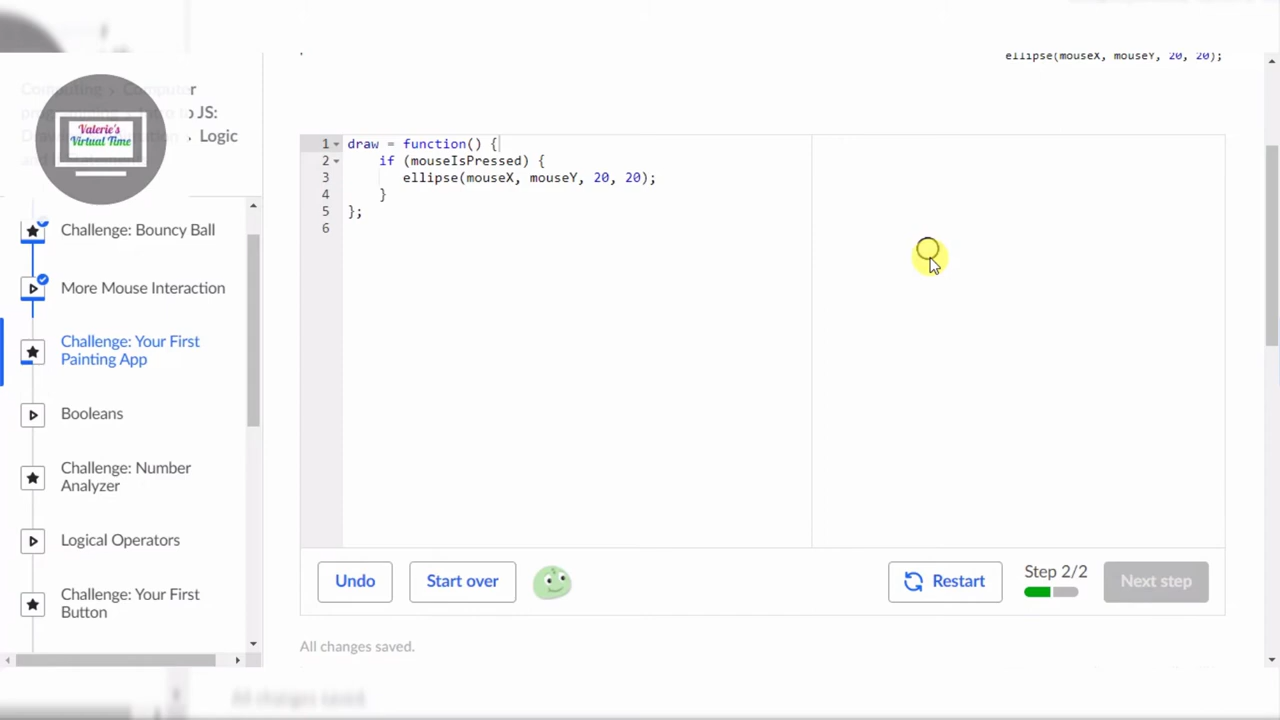 ellipse(mouseX, mouseY, 20, 20);
Computing > Computer
JS:
Logic
Valerie's
Virtual Time
1 draw = function() {
2 if (mouseIsPressed) {
3 ellipse(mouseX, mouseY, 20, 20);
4 }
5 };
6
Challenge: Bouncy Ball
More Mouse Interaction
Challenge: Your First
Painting App
Booleans
Challenge: Number
Analyzer
Logical Operators
Challenge: Your First
Button
Undo
Start over
Restart
Step 2/2
Next step
All changes saved.